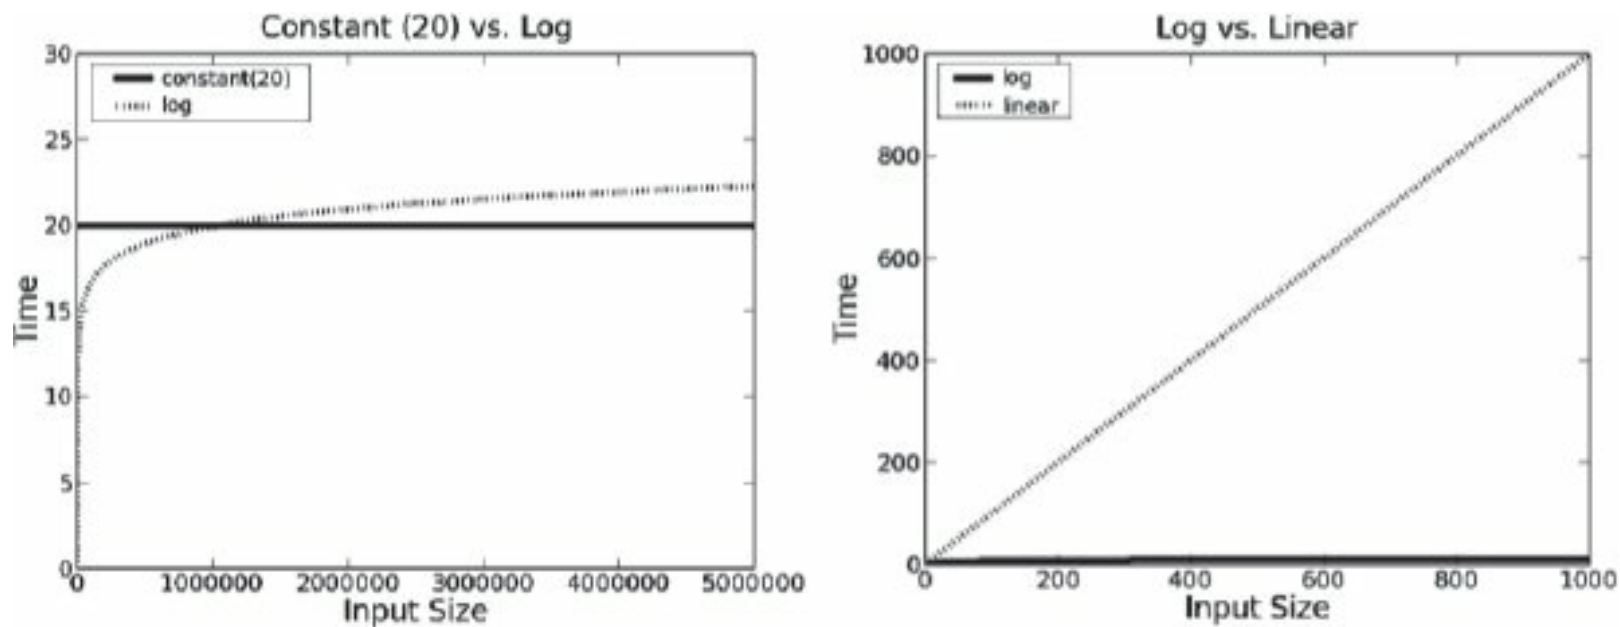 Constant (20) vs. Log
30
25
20
15
10
5
0
constant(20)
log
Time
0 1000000 2000000 3000000 4000000 5000000
Input Size
Log vs. Linear
1000
800
600
400
200
0
log
linear
Time
0 200 400 600 800 1000
Input Size